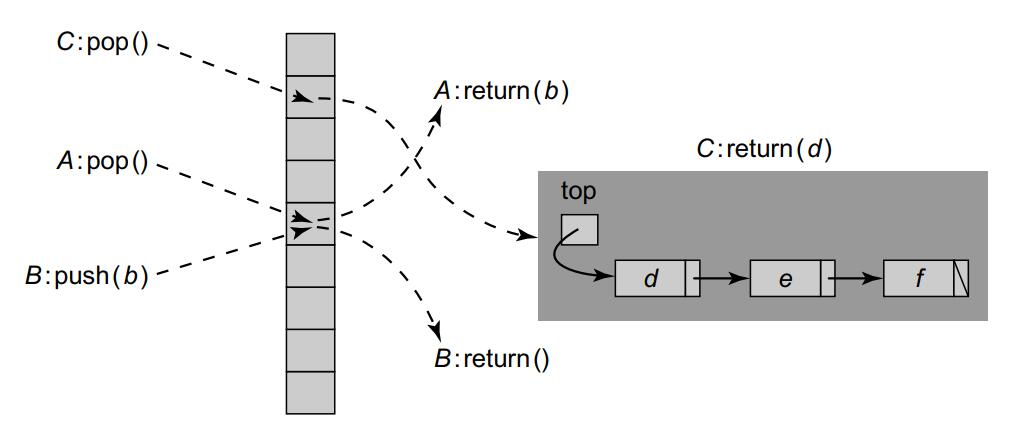 C:pop()
A:pop()
B:push(b)
A:return(b)
B:return()
C:return(d)
top
d
e
f